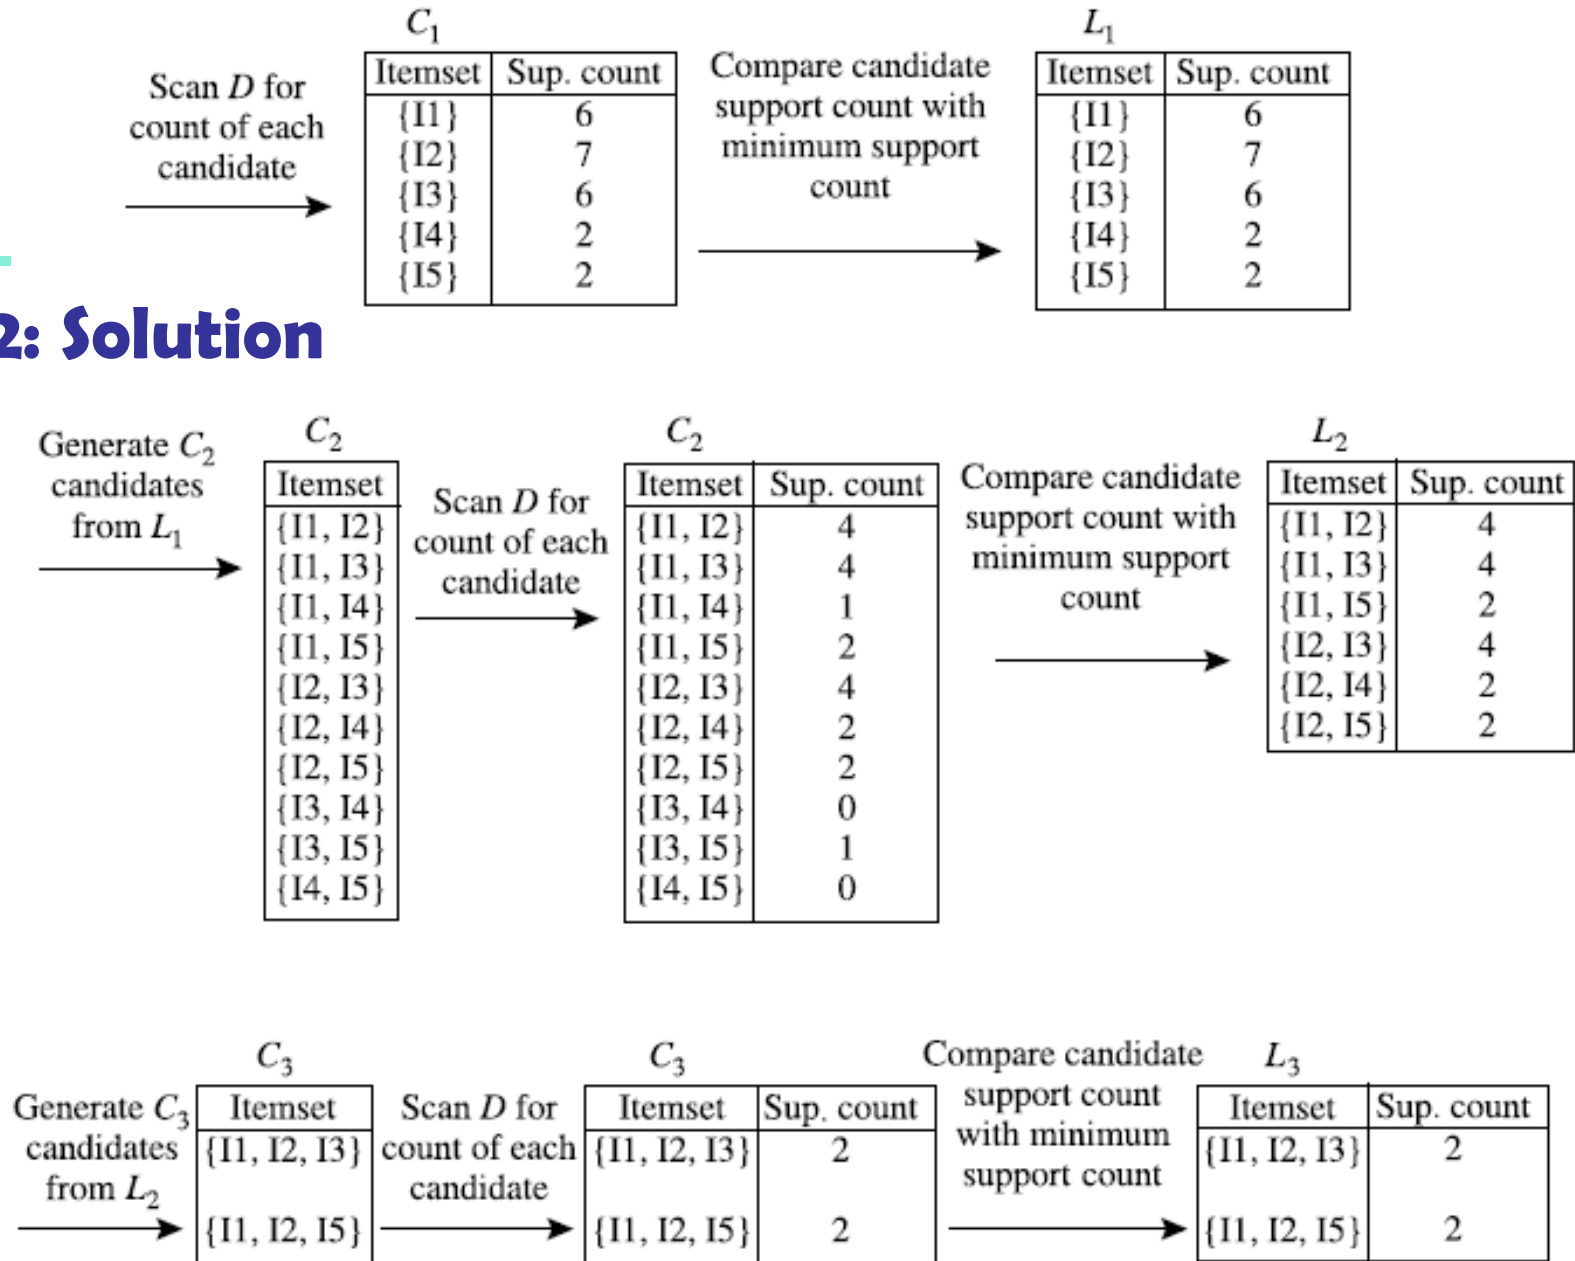 C1
Scan D for
count of each
candidate
Itemset Sup. count
{I1} 6
{I2} 7
{I3} 6
{I4} 2
{I5} 2
Compare candidate
support count with
minimum support
count
L1
Itemset Sup. count
{I1} 6
{I2} 7
{I3} 6
{I4} 2
{I5} 2
2: Solution
Generate C2
candidates
from L1
C2
Itemset
{I1, I2}
{I1, I3}
{I1, I4}
{I1, I5}
{I2, I3}
{I2, I4}
{I2, I5}
{I3, I4}
{I3, I5}
{I4, I5}
Scan D for
count of each
candidate
C2
Itemset Sup. count
{I1, I2} 4
{I1, I3} 4
{I1, I4} 1
{I1, I5} 2
{I2, I3} 4
{I2, I4} 2
{I2, I5} 2
{I3, I4} 0
{I3, I5} 1
{I4, I5} 0
Compare candidate
support count with
minimum support
count
L2
Itemset Sup. count
{I1, I2} 4
{I1, I3} 4
{I1, I5} 2
{I2, I3} 4
{I2, I4} 2
{I2, I5} 2
Generate C3
candidates
from L2
C3
Itemset
{I1, I2, I3}
{I1, I2, I5}
Scan D for
count of each
candidate
C3
Itemset Sup. count
{I1, I2, I3} 2
{I1, I2, I5} 2
Compare candidate
support count
with minimum
support count
L3
Itemset Sup. count
{I1, I2, I3} 2
{I1, I2, I5} 2